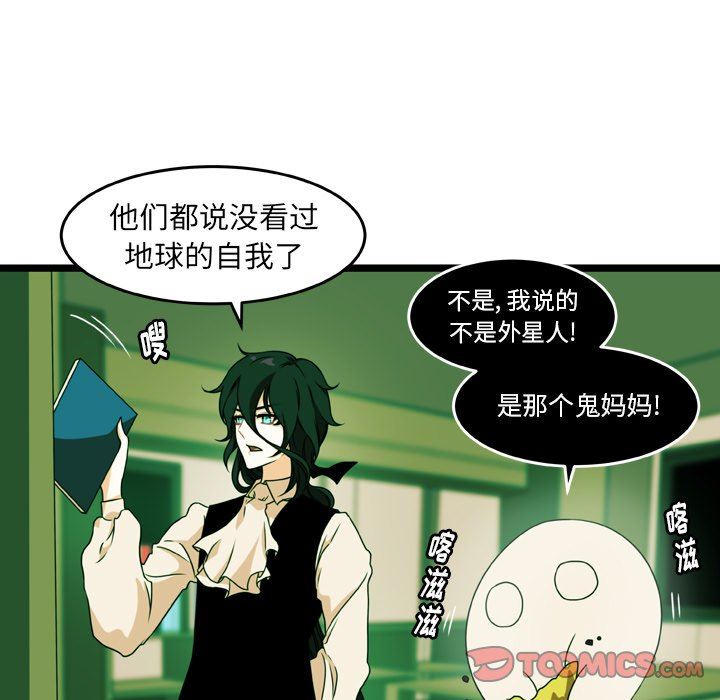 他们都说没看过
地球的自我了
不是, 我说的
不是外星人!
是那个鬼妈妈!
嗖
喀滋滋
喀滋
TOOMICS.COM